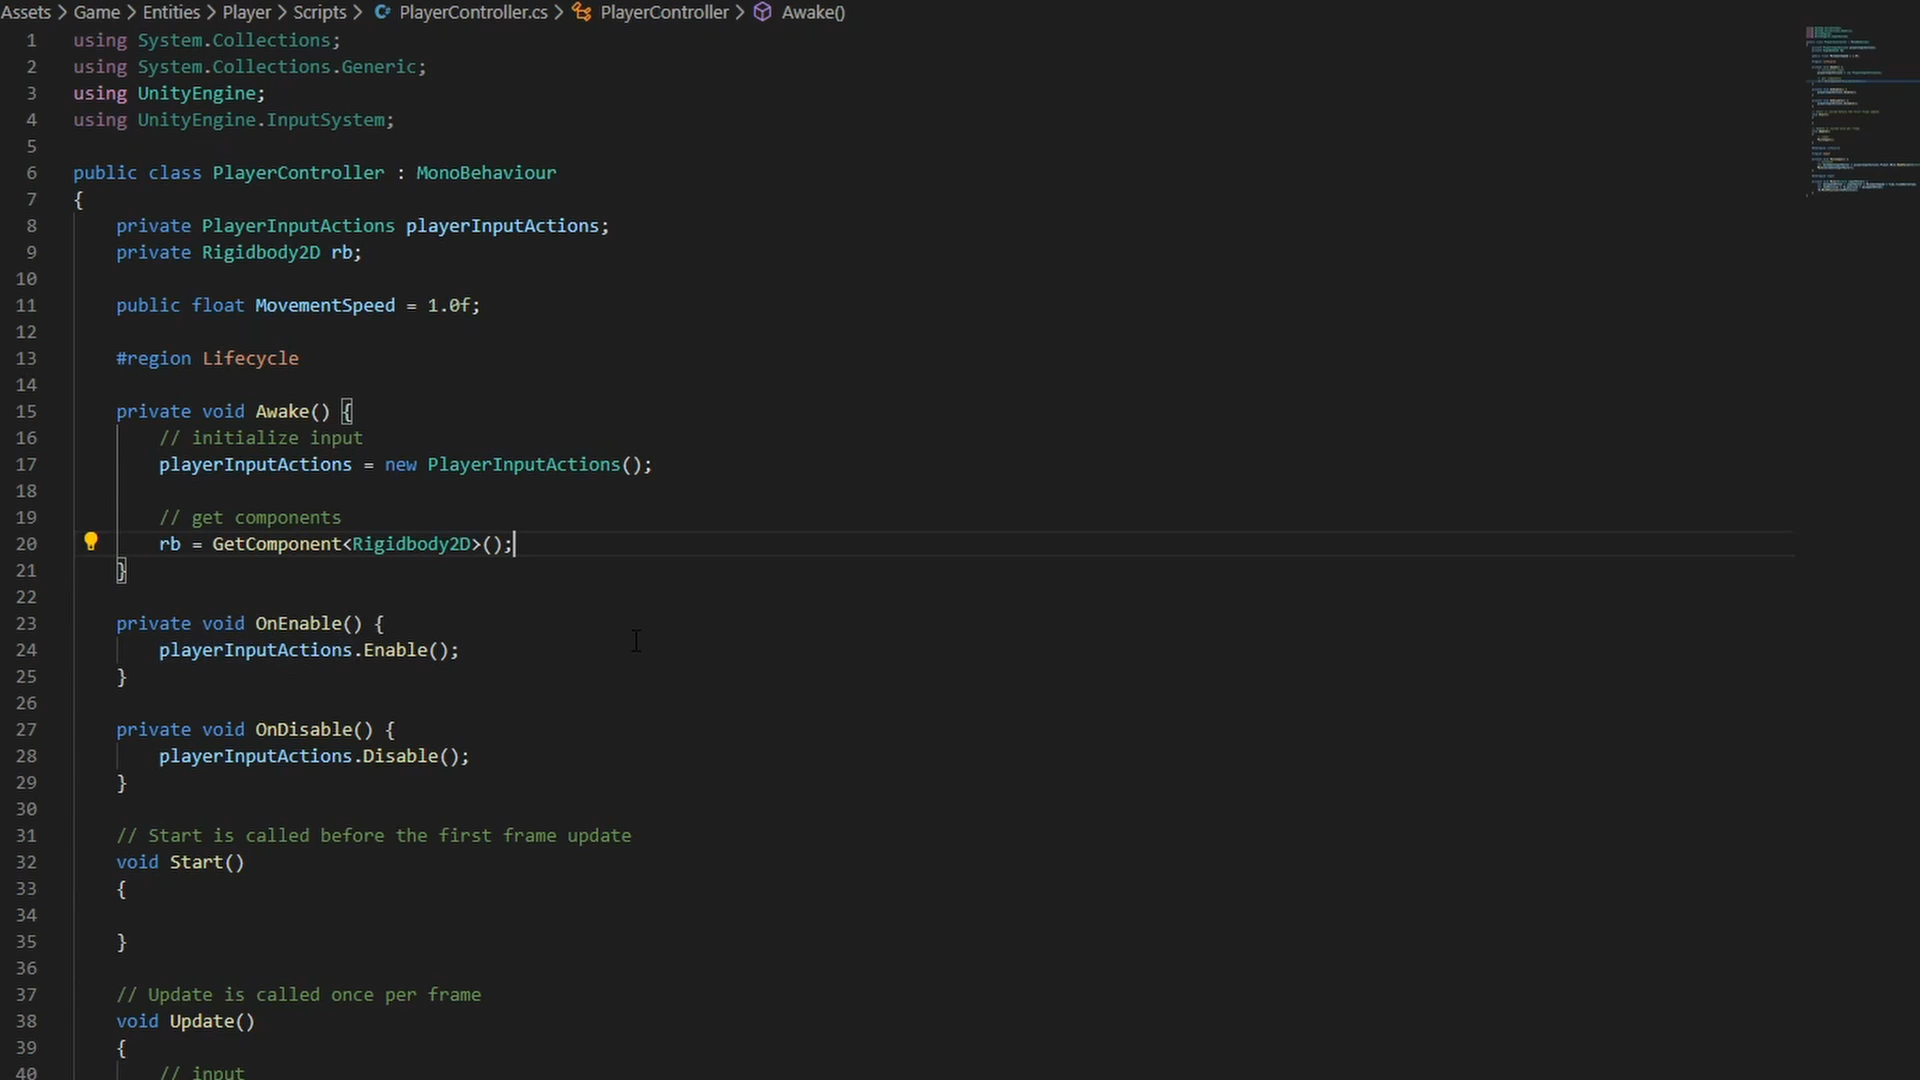 Assets > Game > Entities > Player > Scripts > PlayerController.cs > PlayerController > Awake()
1 using System.Collections;
2 using System.Collections.Generic;
3 using UnityEngine;
4 using UnityEngine.InputSystem;
5
6 public class PlayerController : MonoBehaviour
7 {
8 private PlayerInputActions playerInputActions;
9 private Rigidbody2D rb;
10
11 public float MovementSpeed = 1.0f;
12
13 #region Lifecycle
14
15 private void Awake() {
16 // initialize input
17 playerInputActions = new PlayerInputActions();
18
19 // get components
20 rb = GetComponent<Rigidbody2D>();
21 }
22
23 private void OnEnable() {
24 playerInputActions.Enable();
25 }
26
27 private void OnDisable() {
28 playerInputActions.Disable();
29 }
30
31 // Start is called before the first frame update
32 void Start()
33 {
34
35 }
36
37 // Update is called once per frame
38 void Update()
39 {
40 // input